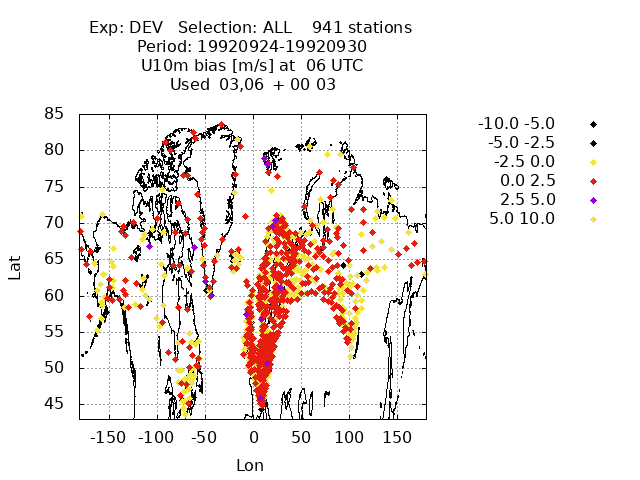 Exp: DEV   Selection: ALL    941 stations
Period: 19920924-19920930
U10m bias [m/s] at  06 UTC
Used  03,06  + 00 03
85
80
75
70
65
60
55
50
45
Lat
-150 -100 -50 0 50 100 150
Lon
-10.0 -5.0
-5.0 -2.5
-2.5 0.0
0.0 2.5
2.5 5.0
5.0 10.0